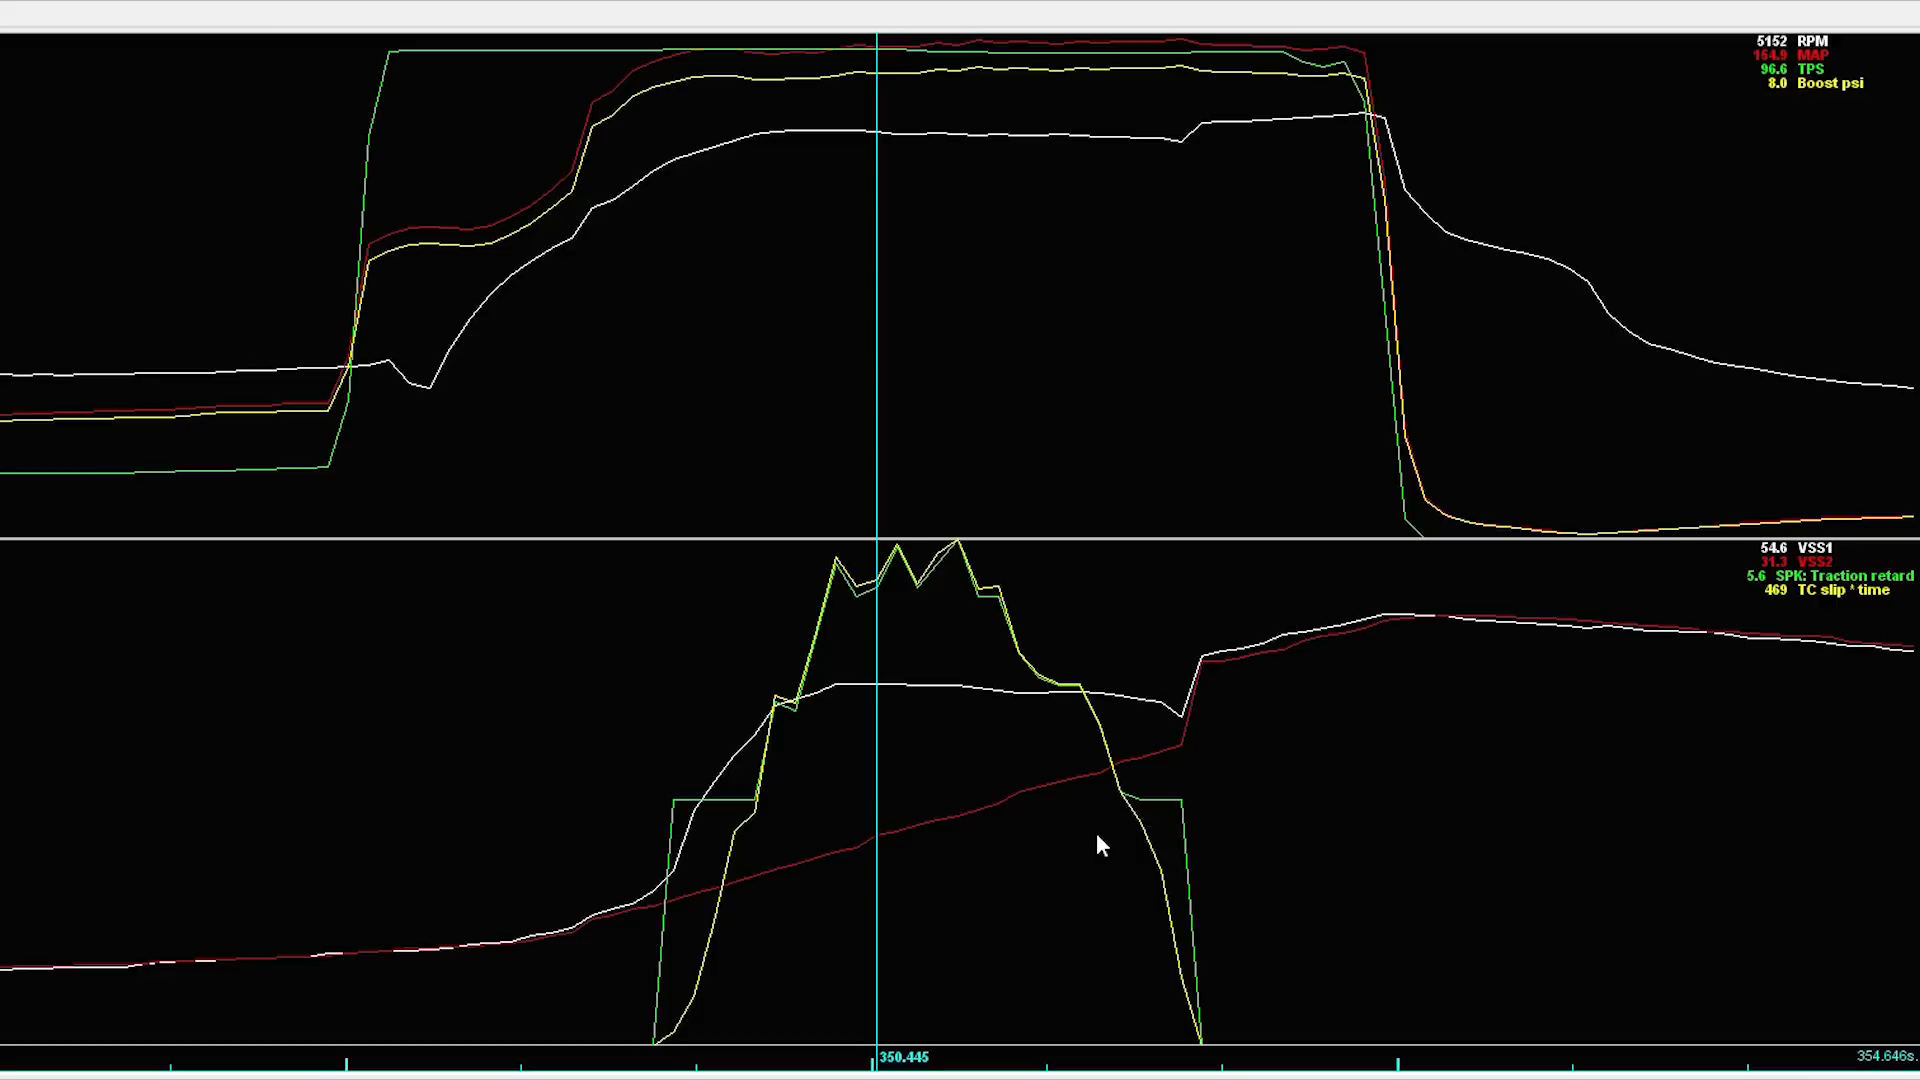 5152 RPM
154.9 MAP
96.6 TPS
8.0 Boost psi
54.6 VSS1
31.3 VSS2
5.6 SPK: Traction retard
469 TC slip * time
350.445
354.646s.